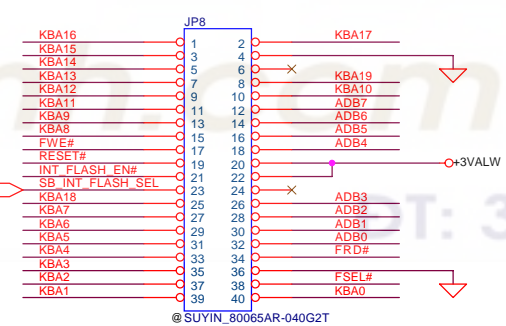 JP8
KBA16 1 2 KBA17
KBA15 3 4
KBA14 5 6
KBA13 7 8 KBA19
KBA12 9 10 KBA10
KBA11 11 12 ADB7
KBA9 13 14 ADB6
KBA8 15 16 ADB5
FWE# 17 18 ADB4
RESET# 19 20 +3VALW
INT_FLASH_EN# 21 22
SB_INT_FLASH_SEL 23 24
KBA18 25 26 ADB3
KBA7 27 28 ADB2
KBA6 29 30 ADB1
KBA5 31 32 ADB0
KBA4 33 34 FRD#
KBA3 35 36
KBA2 37 38 FSEL#
KBA1 39 40 KBA0
@SUYIN_80065AR-040G2T